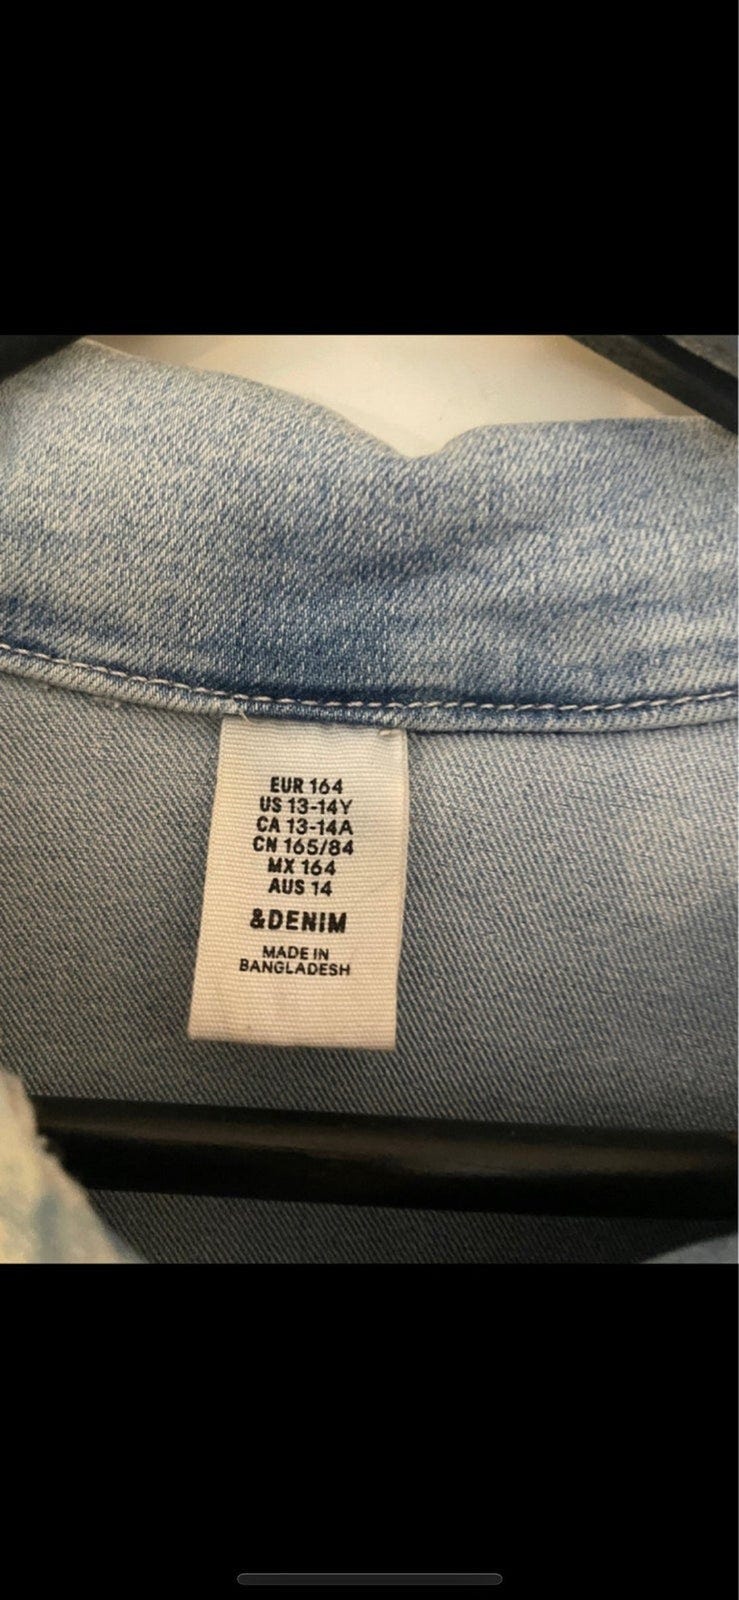 EUR 164
US 13-14Y
CA 13-14A
CN 165/84
MX 164
AUS 14
&DENIM
MADE IN
BANGLADESH